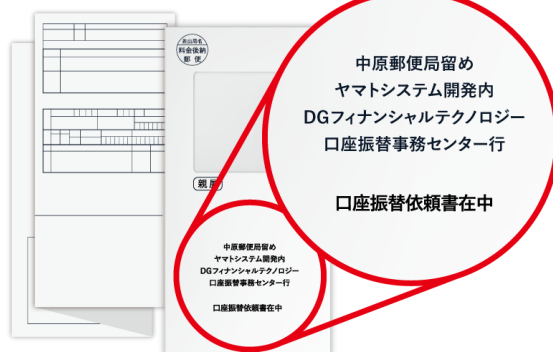 差出局名
料金後納
郵便
親展
中原郵便局留め
ヤマトシステム開発内
DGフィナンシャルテクノロジー
口座振替事務センター行
口座振替依頼書在中
中原郵便局留め
ヤマトシステム開発内
DGフィナンシャルテクノロジー
口座振替事務センター行
口座振替依頼書在中